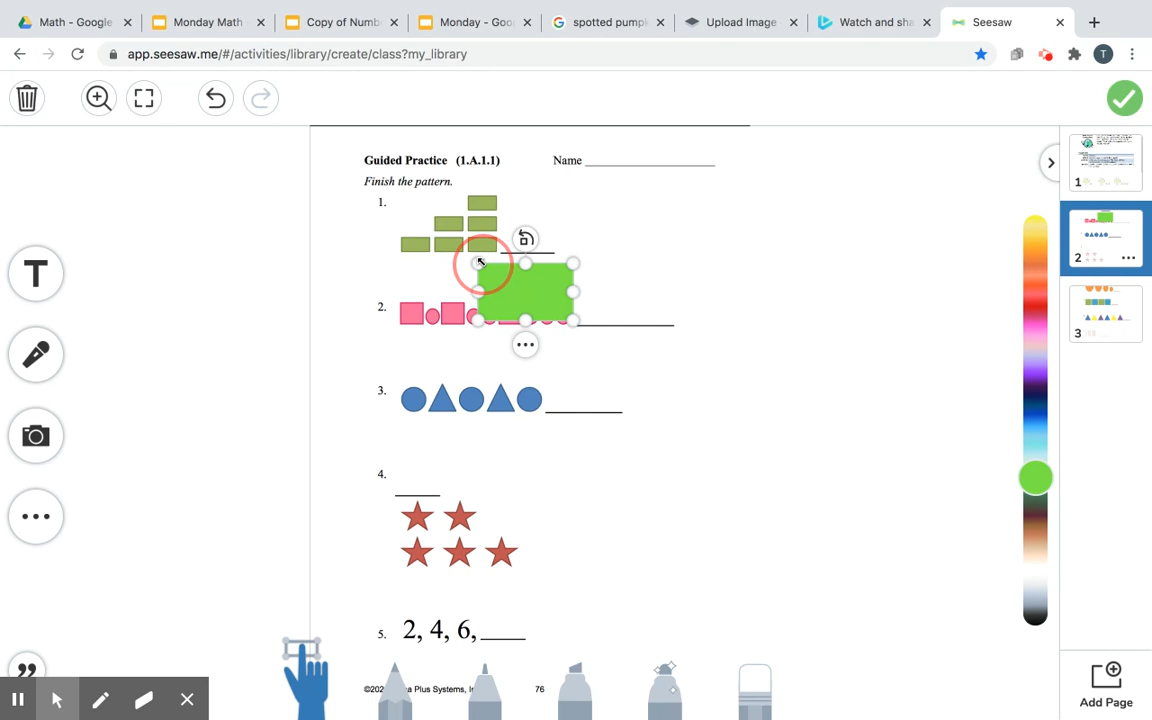 Math - Google
Monday Math
Copy of Numb
Monday - Goo
spotted pumpk
Upload Image
Watch and sha
Seesaw
app.seesaw.me/#/activities/library/create/class?my_library
T
Guided Practice (1.A.1.1) Name
Finish the pattern.
1.
2.
3.
4.
5. 2, 4, 6,
76
T
1
2
3
Add Page